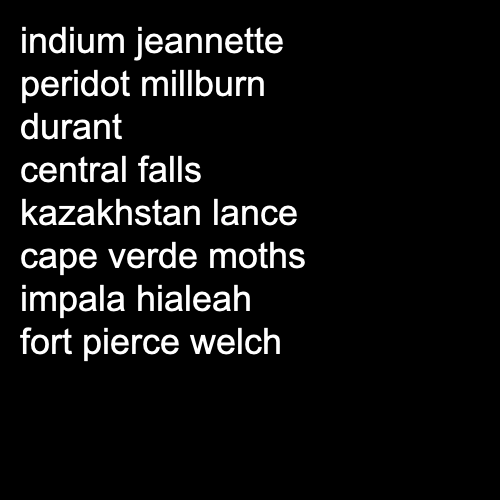 indium jeannette
peridot millburn
durant
central falls
kazakhstan lance
cape verde moths
impala hialeah
fort pierce welch